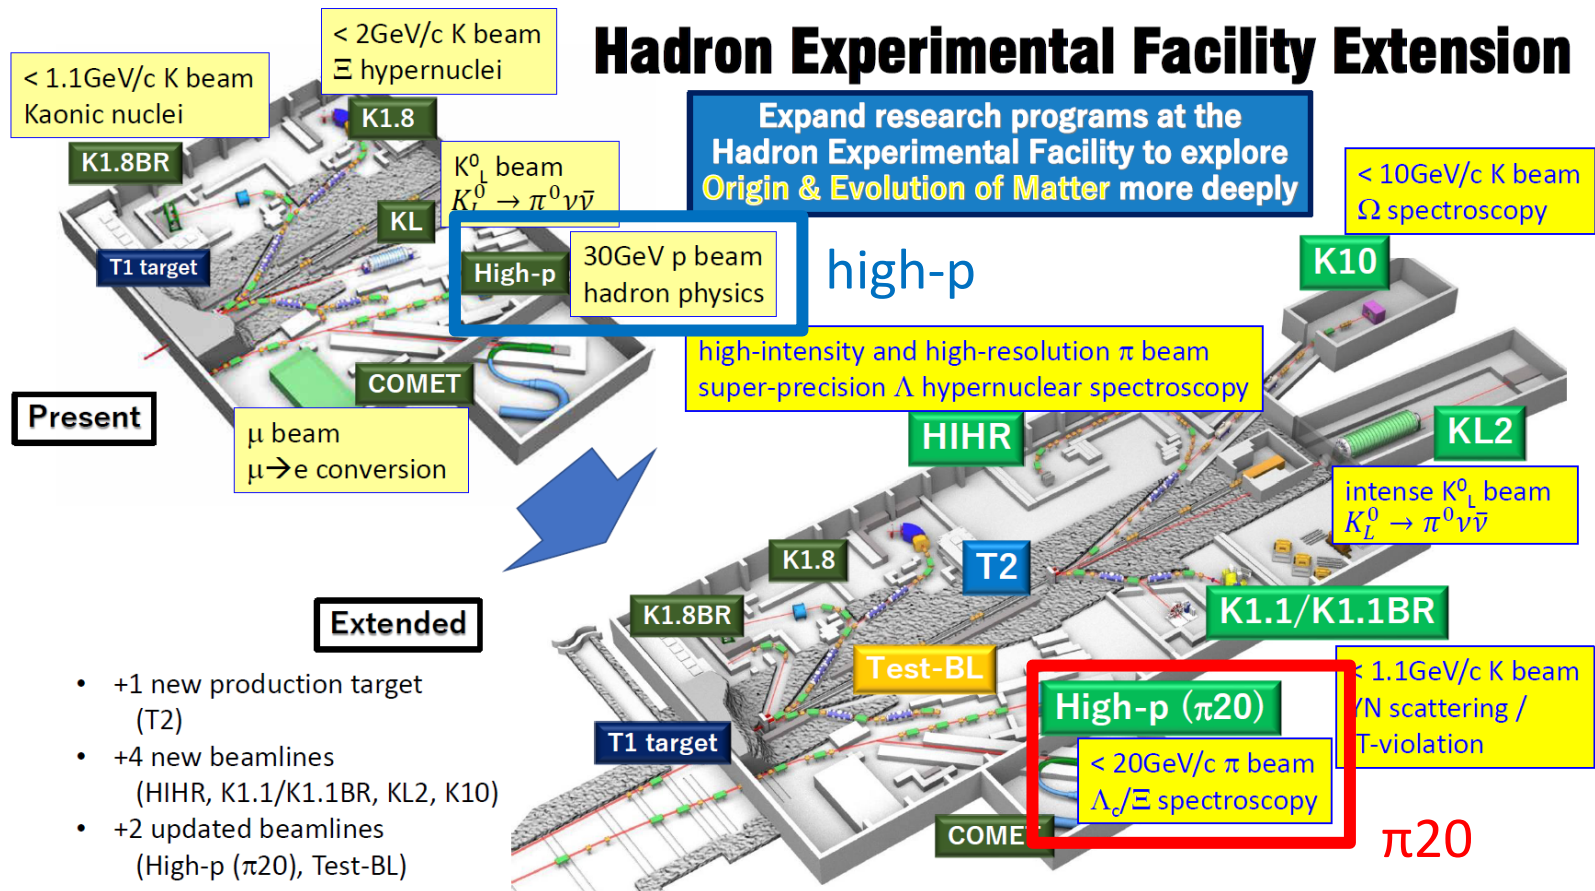 Hadron Experimental Facility Extension
Expand research programs at the
Hadron Experimental Facility to explore
Origin & Evolution of Matter more deeply
< 2GeV/c K beam
Ξ hypernuclei
< 1.1GeV/c K beam
Kaonic nuclei
K1.8
K1.8BR
K⁰L beam
K⁰L → π⁰νν̄
KL
T1 target
High-p
30GeV p beam
hadron physics
high-p
COMET
μ beam
μ→e conversion
Present
< 10GeV/c K beam
Ω spectroscopy
K10
high-intensity and high-resolution π beam
super-precision Λ hypernuclear spectroscopy
HIHR
KL2
intense K⁰L beam
K⁰L → π⁰νν̄
K1.8
T2
K1.8BR
K1.1/K1.1BR
Test-BL
< 1.1GeV/c K beam
YN scattering /
T-violation
High-p (π20)
< 20GeV/c π beam
Λc/Ξ spectroscopy
T1 target
COMET
π20
Extended
• +1 new production target
(T2)
• +4 new beamlines
(HIHR, K1.1/K1.1BR, KL2, K10)
• +2 updated beamlines
(High-p (π20), Test-BL)